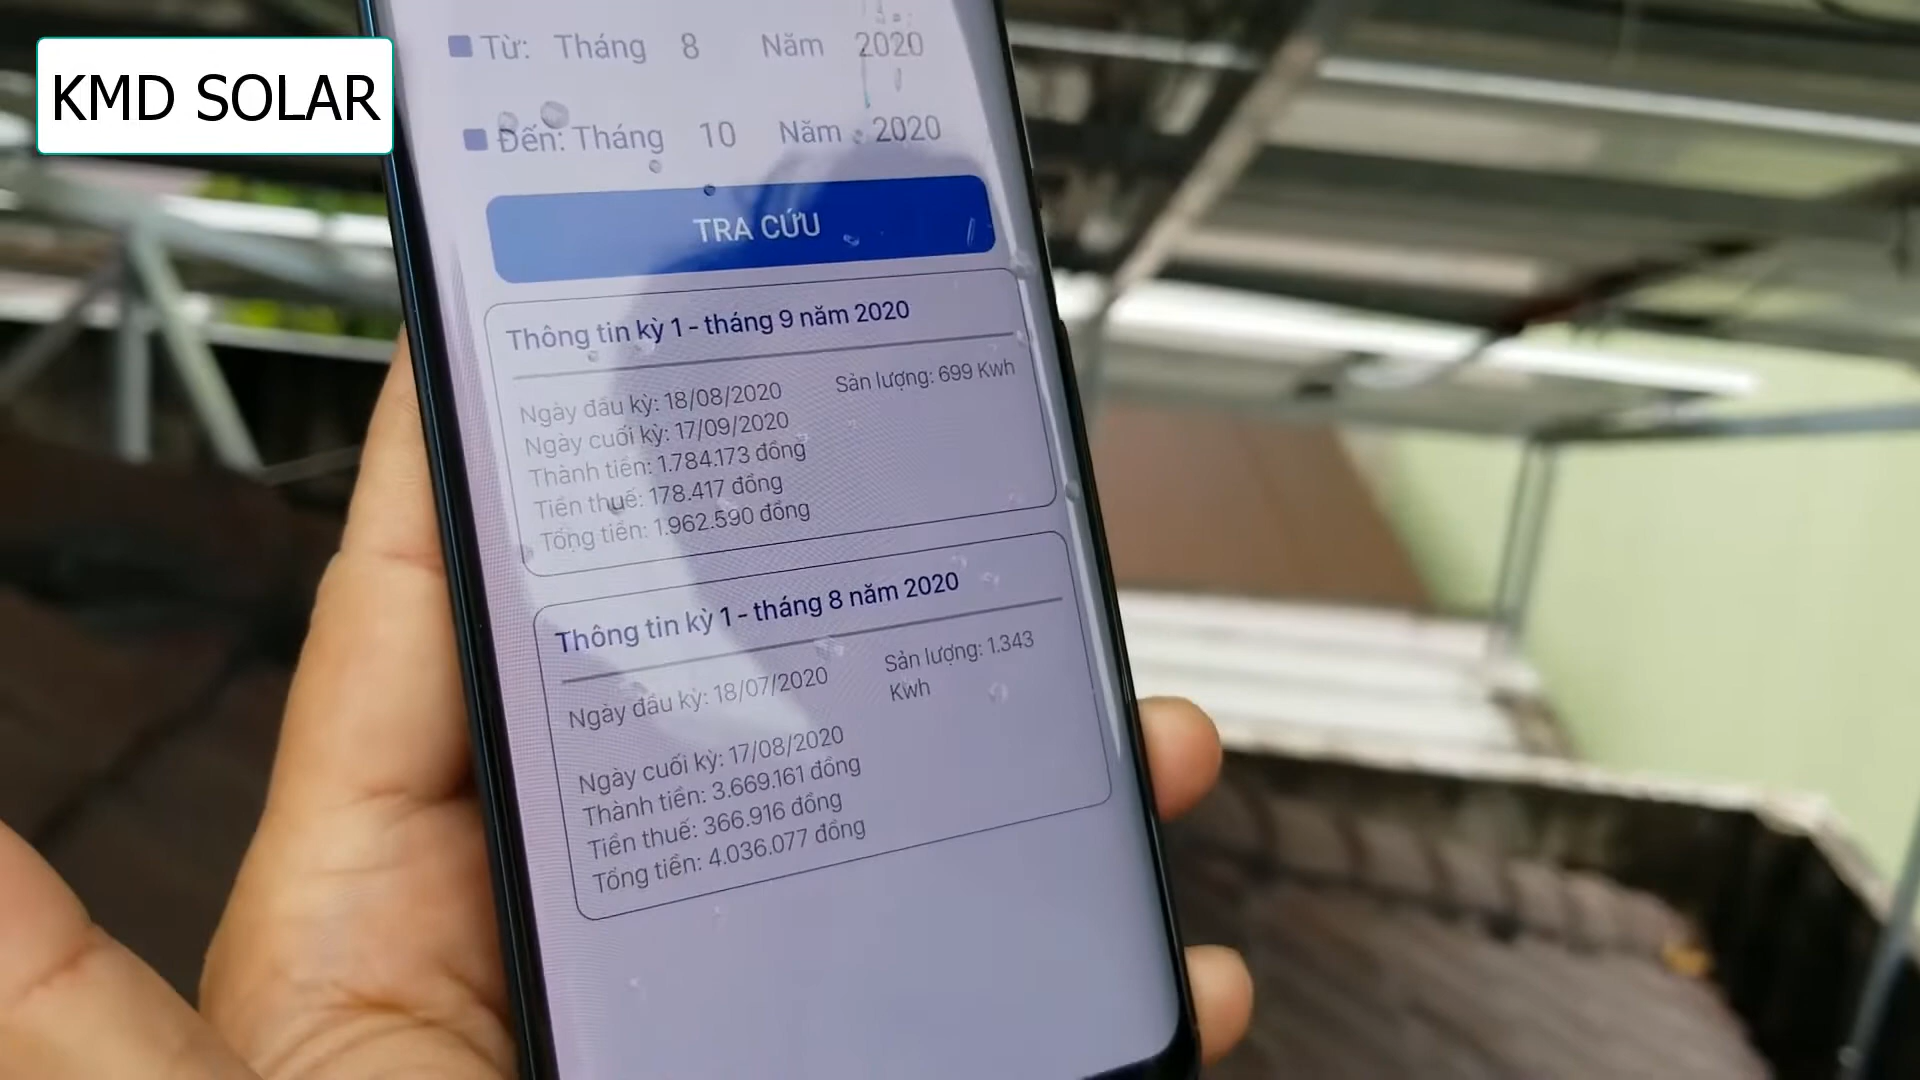 KMD SOLAR
Từ: Tháng 8 Năm 2020
Đến: Tháng 10 Năm 2020
TRA CỨU
Thông tin kỳ 1 - tháng 9 năm 2020
Ngày đầu kỳ: 18/08/2020 Sản lượng: 699 Kwh
Ngày cuối kỳ: 17/09/2020
Thành tiền: 1.784.173 đồng
Tiền thuế: 178.417 đồng
Tổng tiền: 1.962.590 đồng
Thông tin kỳ 1 - tháng 8 năm 2020
Ngày đầu kỳ: 18/07/2020 Sản lượng: 1.343
Kwh
Ngày cuối kỳ: 17/08/2020
Thành tiền: 3.669.161 đồng
Tiền thuế: 366.916 đồng
Tổng tiền: 4.036.077 đồng